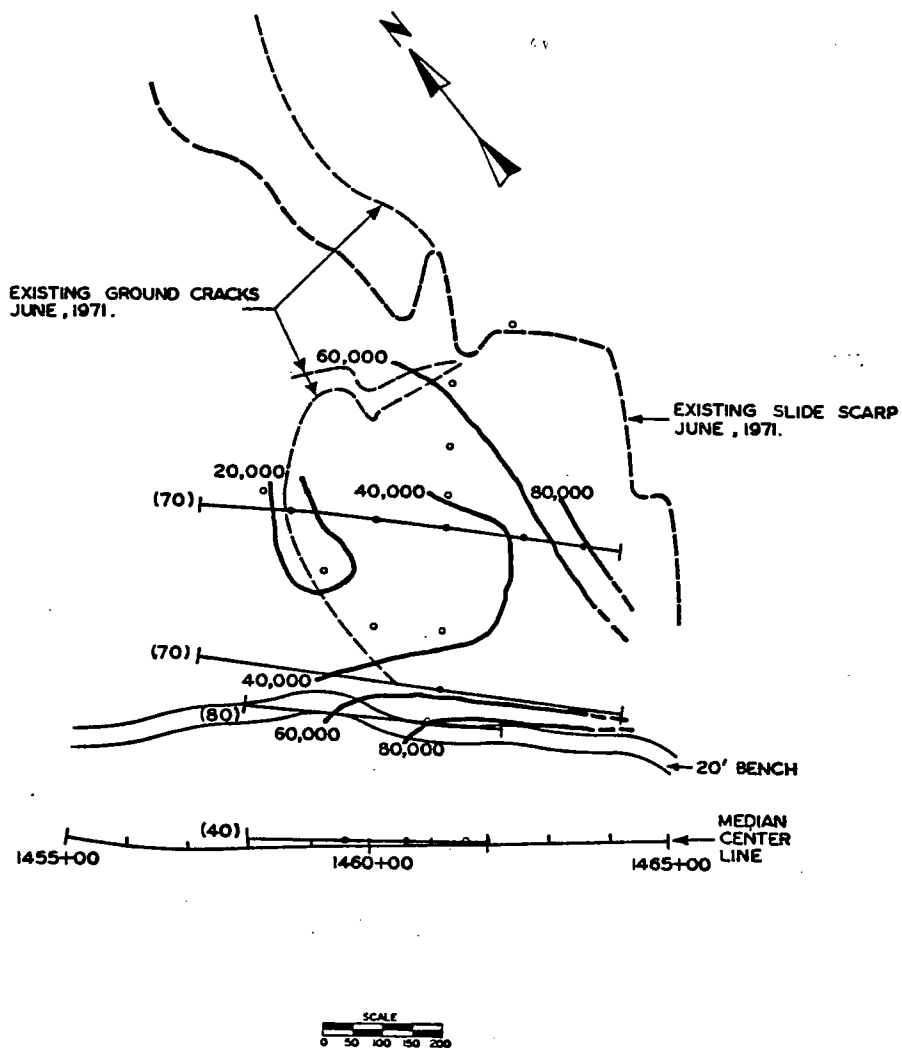 N
EXISTING GROUND CRACKS
JUNE, 1971.
60,000
EXISTING SLIDE SCARP
JUNE, 1971.
20,000
40,000
80,000
(70)
(70)
40,000
(80)
60,000
80,000
20' BENCH
(40)
MEDIAN
CENTER
LINE
1455+00
1460+00
1465+00
SCALE
0 50 100 150 200